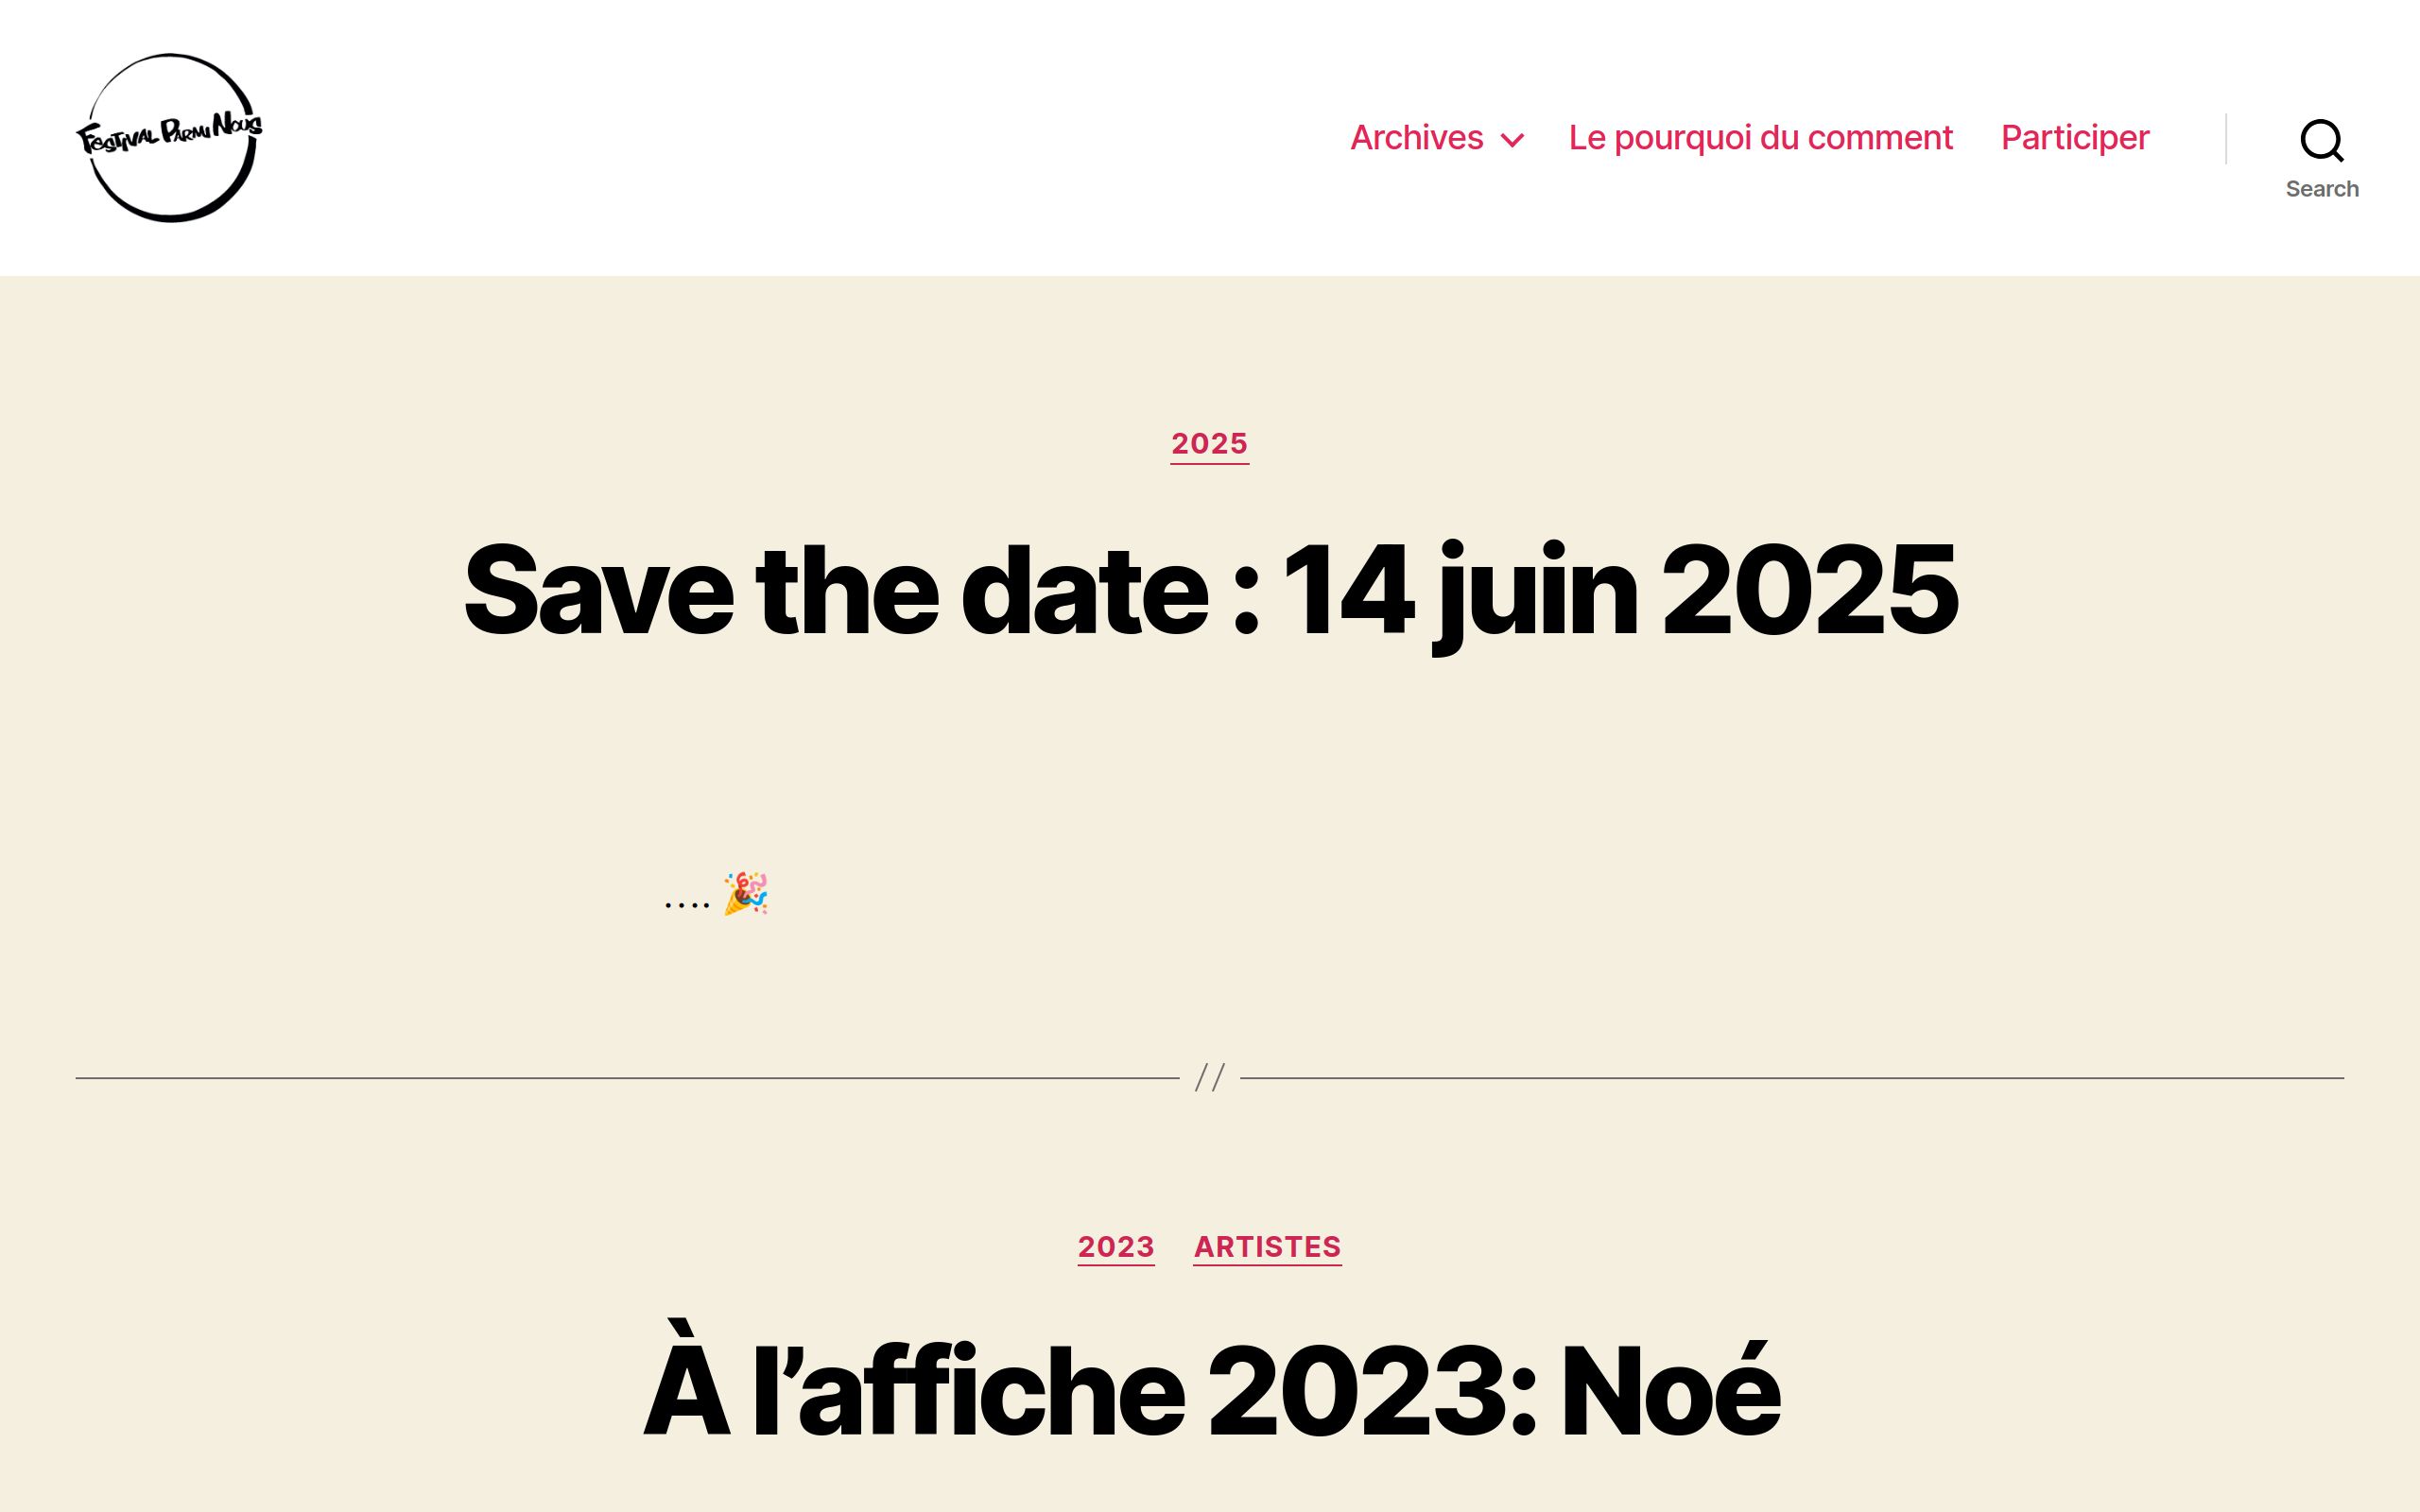 Festival Parmi Nous
Archives Le pourquoi du comment Participer
Search
2025
Save the date : 14 juin 2025
.... 🎉
//
2023 ARTISTES
À l’affiche 2023: Noé